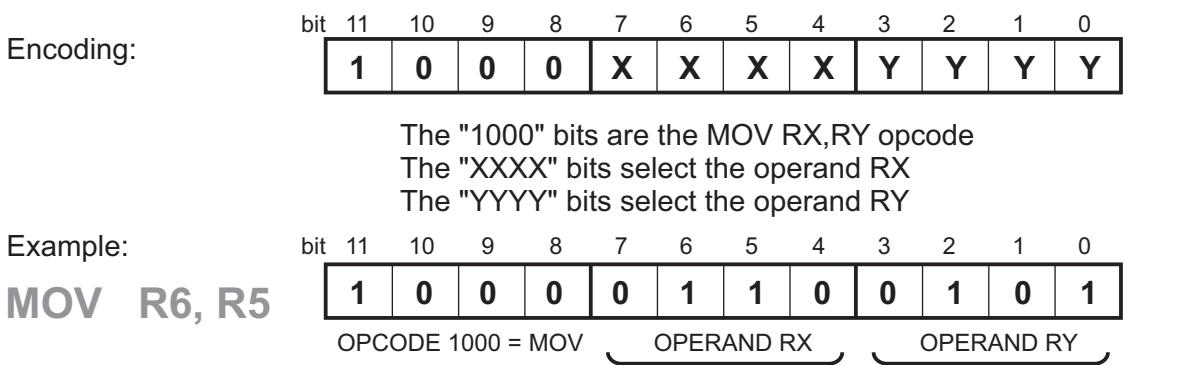 bit 11 10 9 8 7 6 5 4 3 2 1 0
Encoding:
1 0 0 0 X X X X Y Y Y Y
The "1000" bits are the MOV RX,RY opcode
The "XXXX" bits select the operand RX
The "YYYY" bits select the operand RY
Example:
bit 11 10 9 8 7 6 5 4 3 2 1 0
MOV R6, R5
1 0 0 0 0 1 1 0 0 1 0 1
OPCODE 1000 = MOV OPERAND RX OPERAND RY